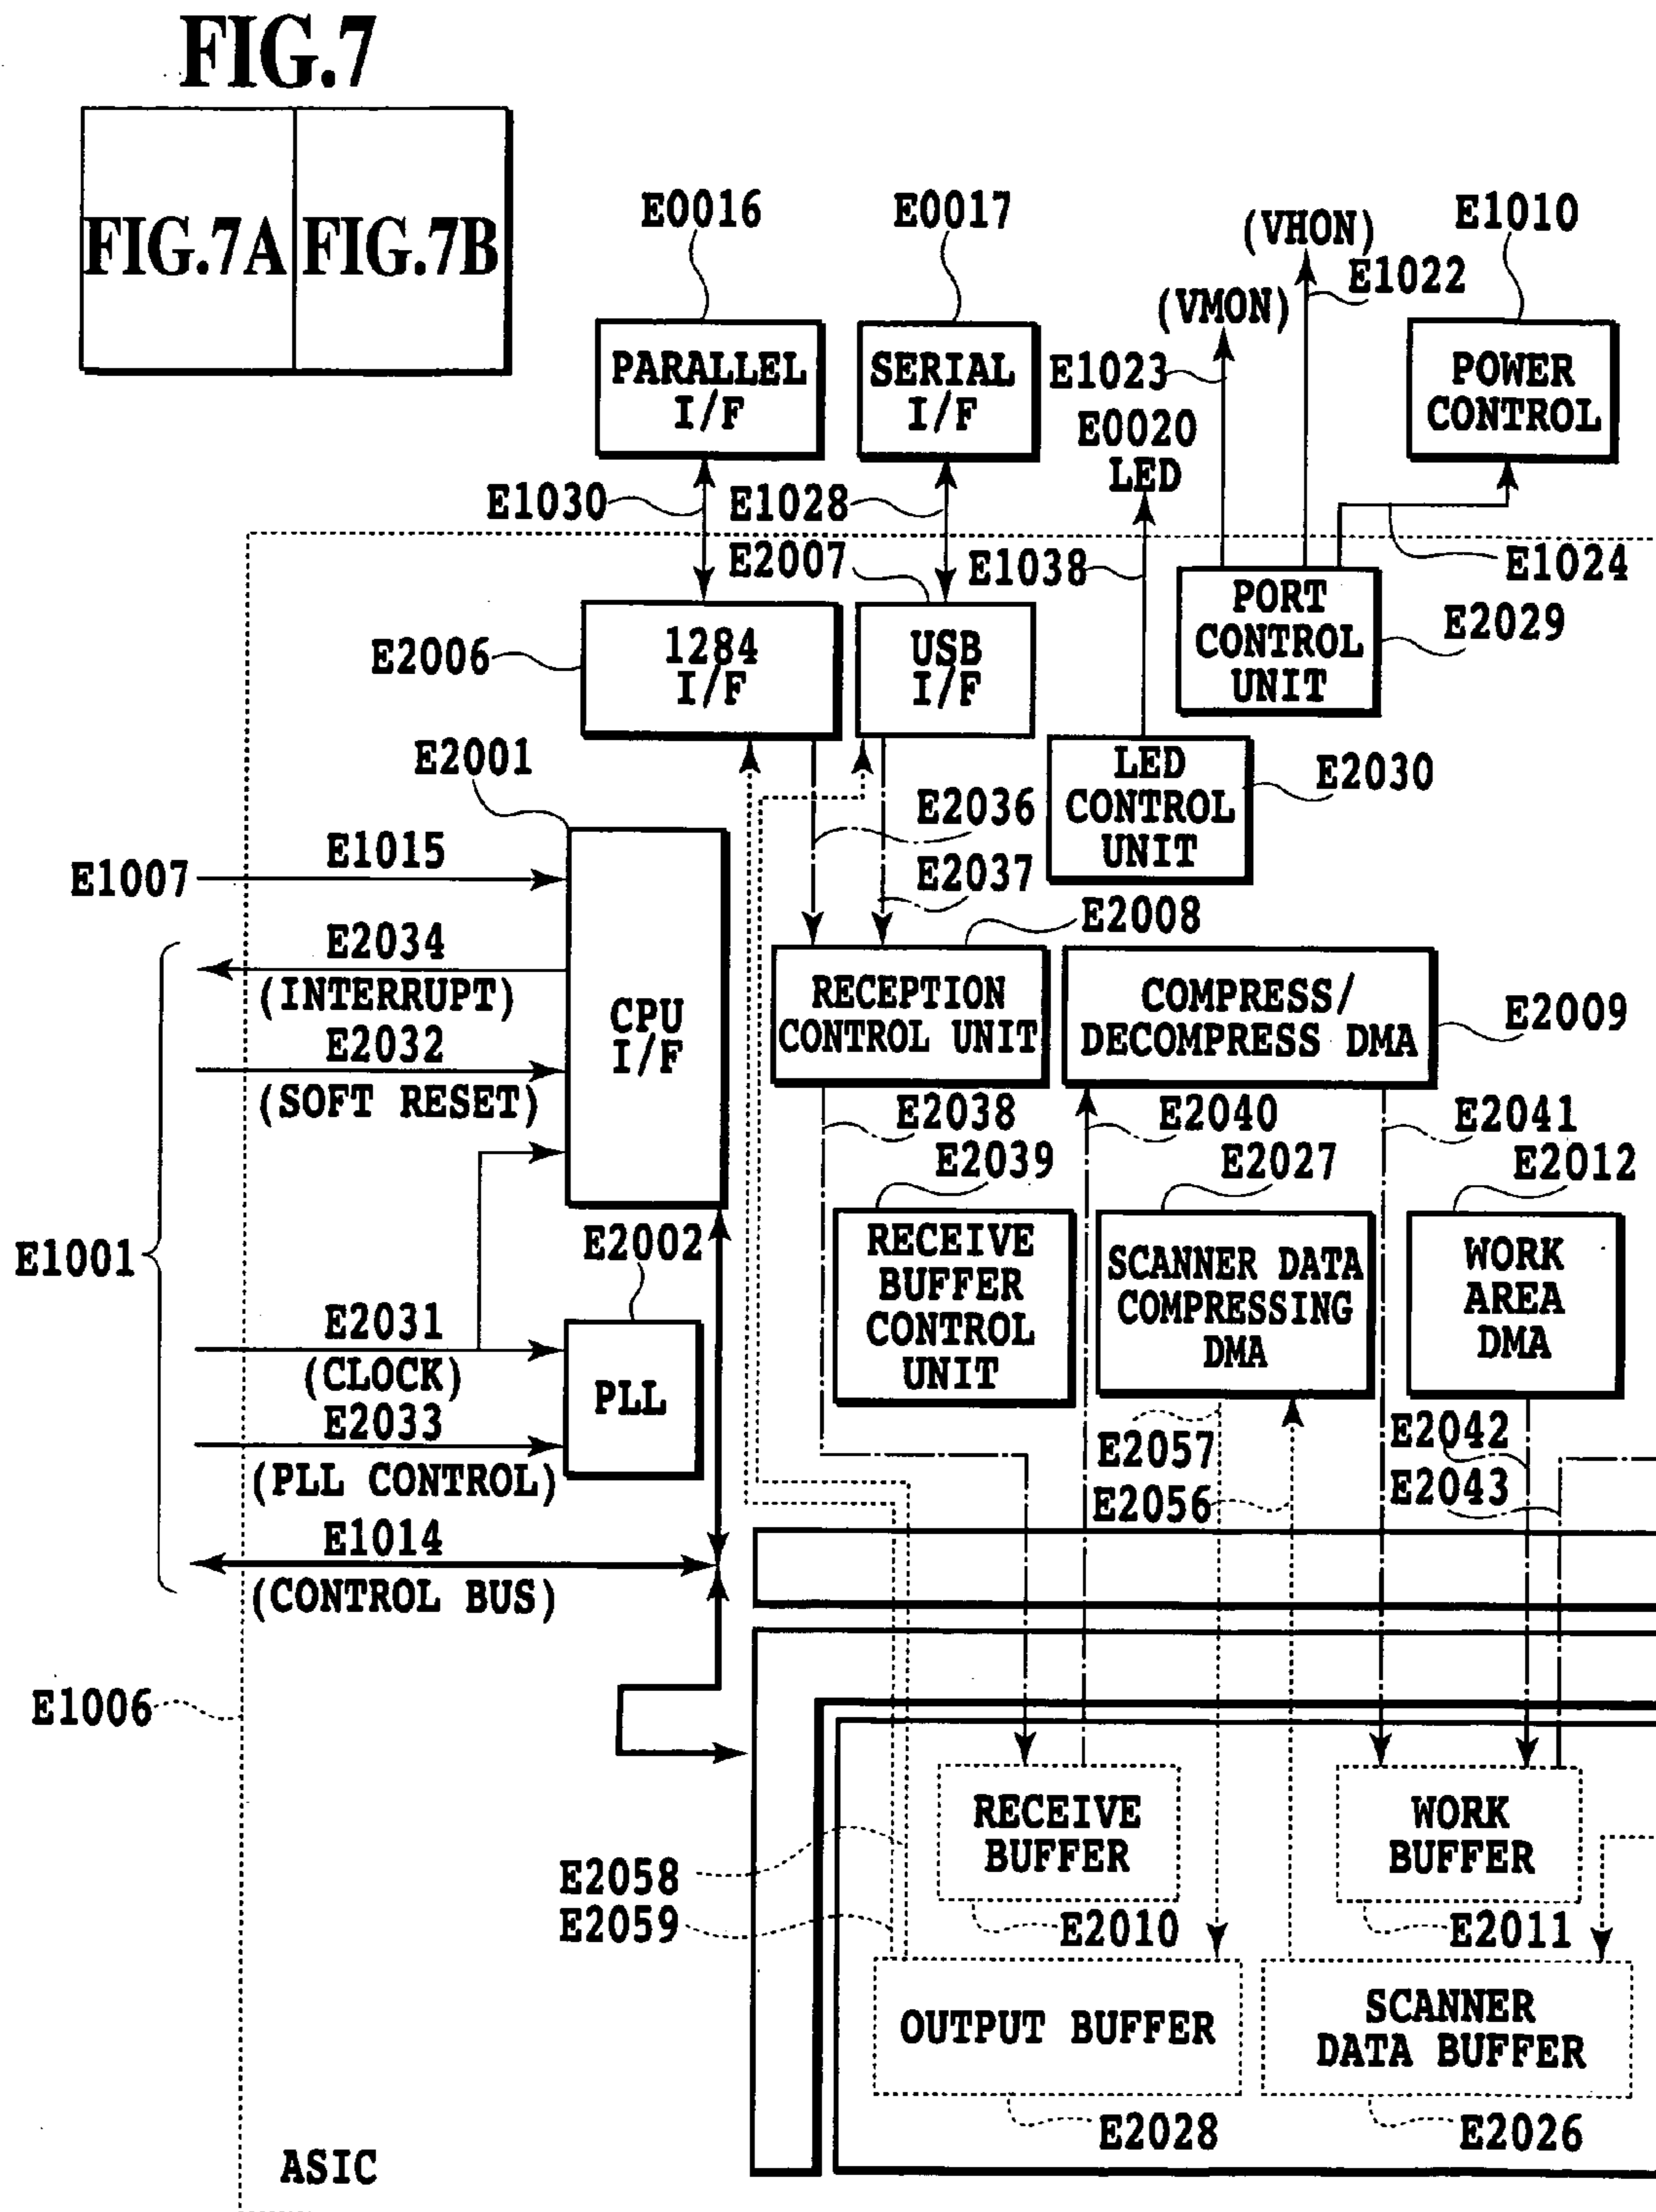 FIG.7
FIG.7A
FIG.7B
E0016
E0017
(VHON)
E1010
E1022
(VMON)
PARALLEL
I/F
SERIAL
I/F
E1023
POWER
CONTROL
E0020
LED
E1030
E1028
E2007
E1038
E1024
PORT
CONTROL
UNIT
E2029
E2006
1284
I/F
USB
I/F
E2001
LED
CONTROL
UNIT
E2030
E2036
E1007
E1015
E2037
E2008
E2034
(INTERRUPT)
CPU
I/F
RECEPTION
CONTROL UNIT
COMPRESS/
DECOMPRESS DMA
E2009
E2032
(SOFT RESET)
E2038
E2040
E2041
E2039
E2027
E2012
E1001
E2002
RECEIVE
BUFFER
CONTROL
UNIT
SCANNER DATA
COMPRESSING
DMA
WORK
AREA
DMA
E2031
(CLOCK)
PLL
E2033
(PLL CONTROL)
E2057
E2042
E2056
E2043
E1014
(CONTROL BUS)
E1006
RECEIVE
BUFFER
WORK
BUFFER
E2058
E2059
E2010
E2011
OUTPUT BUFFER
SCANNER
DATA BUFFER
E2028
E2026
ASIC